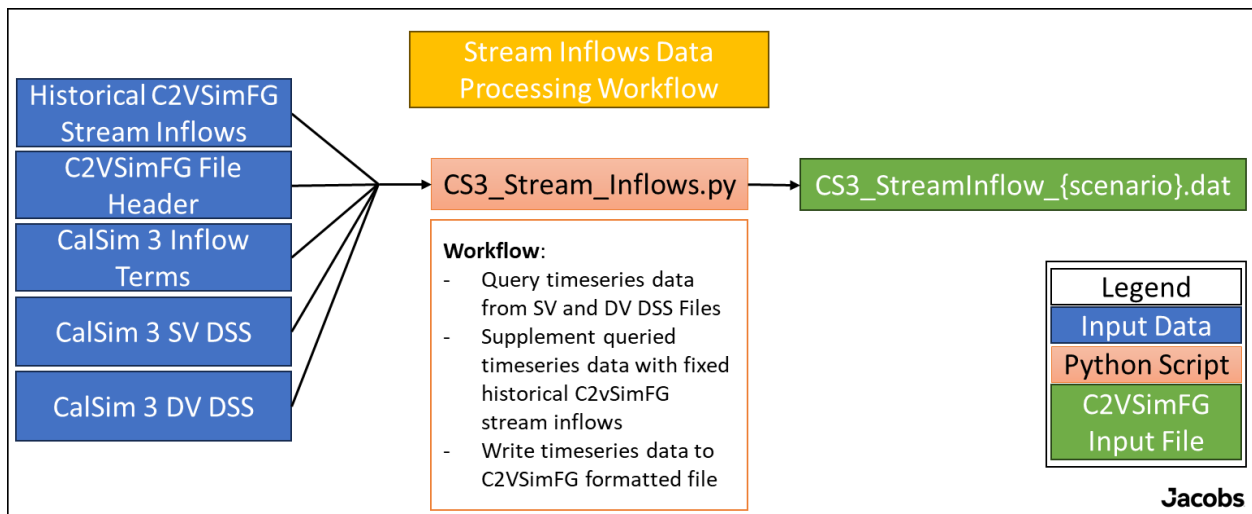 Stream Inflows Data
Processing Workflow
Historical C2VSimFG
Stream Inflows
C2VSimFG File
Header
CalSim 3 Inflow
Terms
CalSim 3 SV DSS
CalSim 3 DV DSS
CS3_Stream_Inflows.py
CS3_StreamInflow_{scenario}.dat
Workflow:
- Query timeseries data
from SV and DV DSS Files
- Supplement queried
timeseries data with fixed
historical C2vSimFG
stream inflows
- Write timeseries data to
C2VSimFG formatted file
Legend
Input Data
Python Script
C2VSimFG
Input File
Jacobs